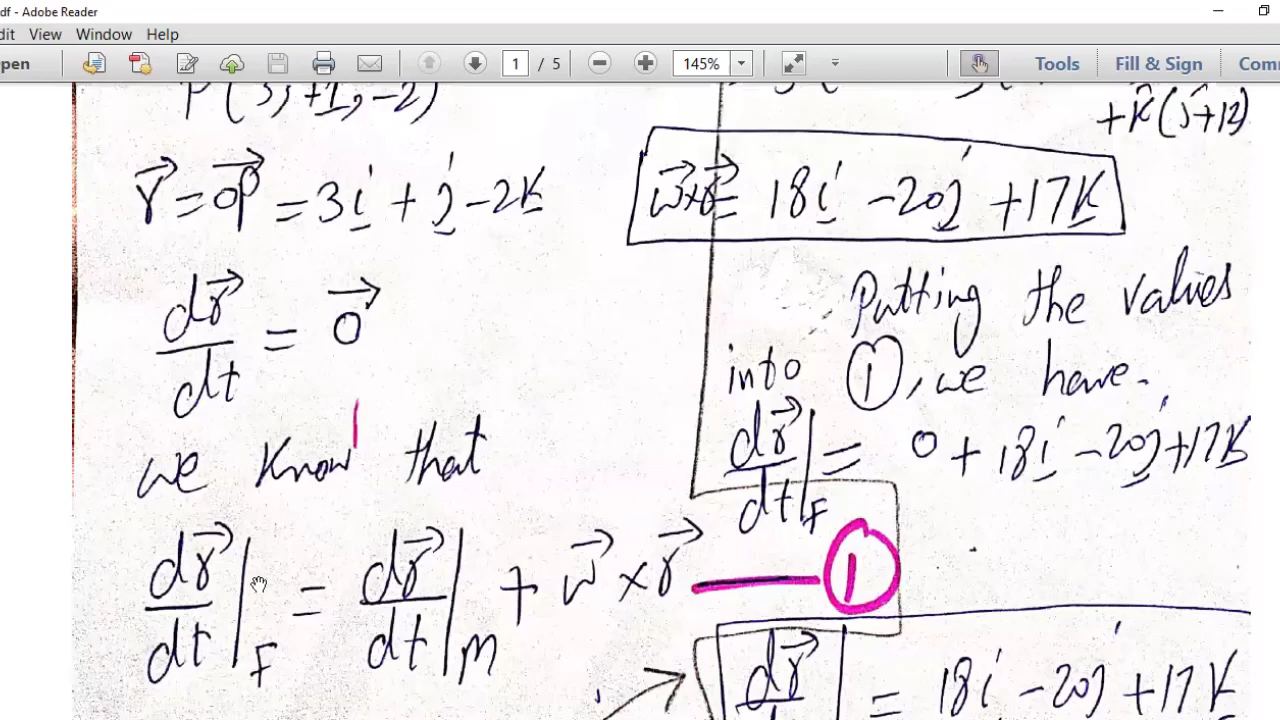 df - Adobe Reader
dit View Window Help
pen 1 / 5 145% Tools Fill & Sign Comm
P(3, +1, -2)
r⃗ = OP⃗ = 3i + j - 2k
dr⃗/dt = 0⃗
we know that
dr⃗/dt|F = dr⃗/dt|M + w⃗ × r⃗ — ①
+k(5+12)
w⃗×r⃗ = 18i - 20j + 17k
Putting the values
into ①, we have.
dr⃗/dt|F = 0 + 18i - 20j + 17k
dr⃗ = 18i - 20j + 17k